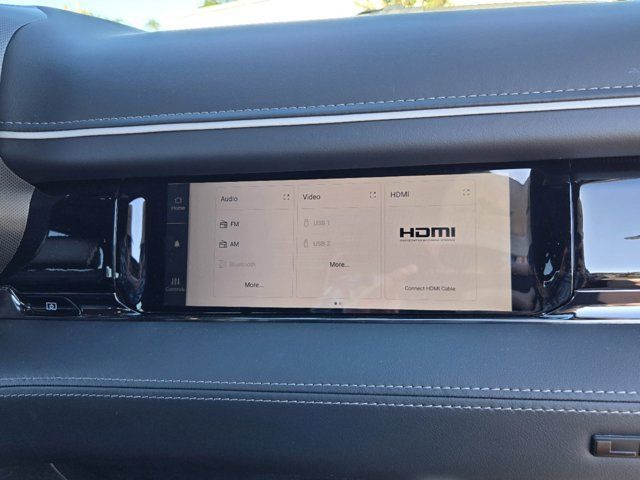 Home
Controls
Audio
FM
AM
Bluetooth
More...
Video
USB 1
USB 2
More...
HDMI
HDMI
Connect HDMI Cable